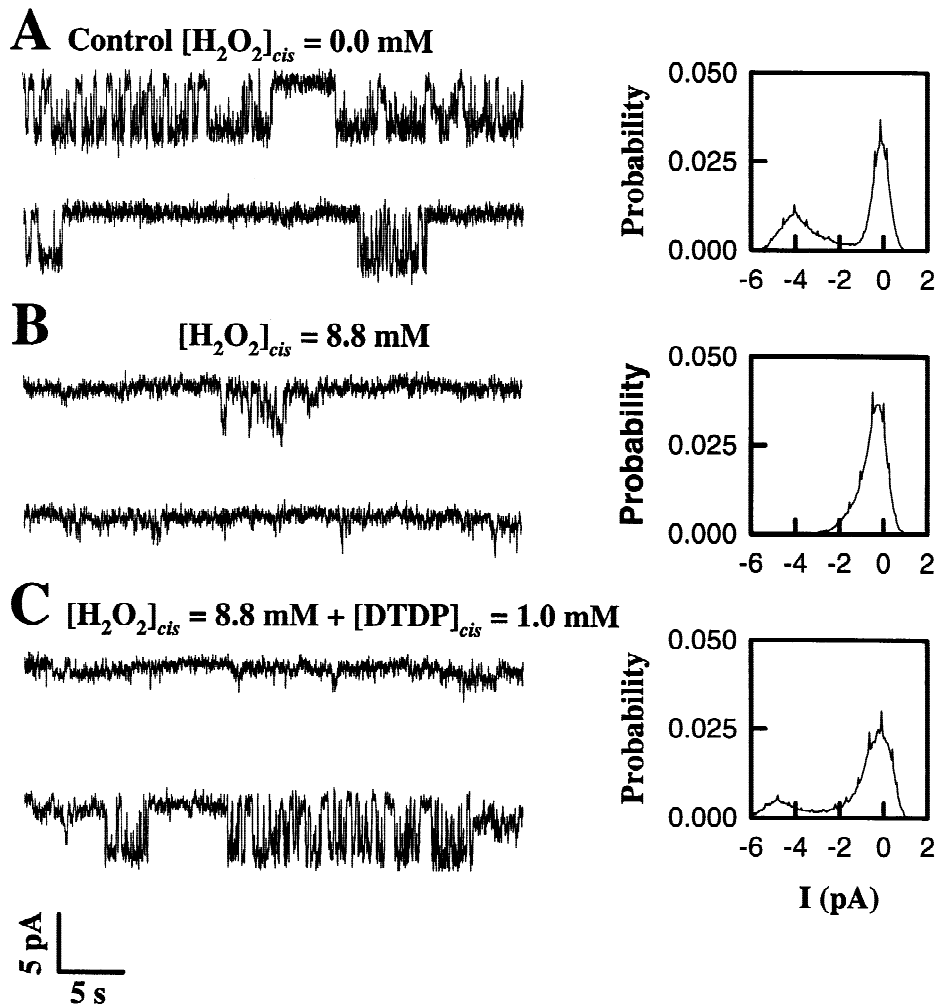 A Control [H₂O₂]cis = 0.0 mM
Probability
0.050
0.025
0.000
-6 -4 -2 0 2
B [H₂O₂]cis = 8.8 mM
Probability
0.050
0.025
0.000
-6 -4 -2 0 2
C [H₂O₂]cis = 8.8 mM + [DTDP]cis = 1.0 mM
Probability
0.050
0.025
0.000
-6 -4 -2 0 2
I (pA)
5 pA
5 s